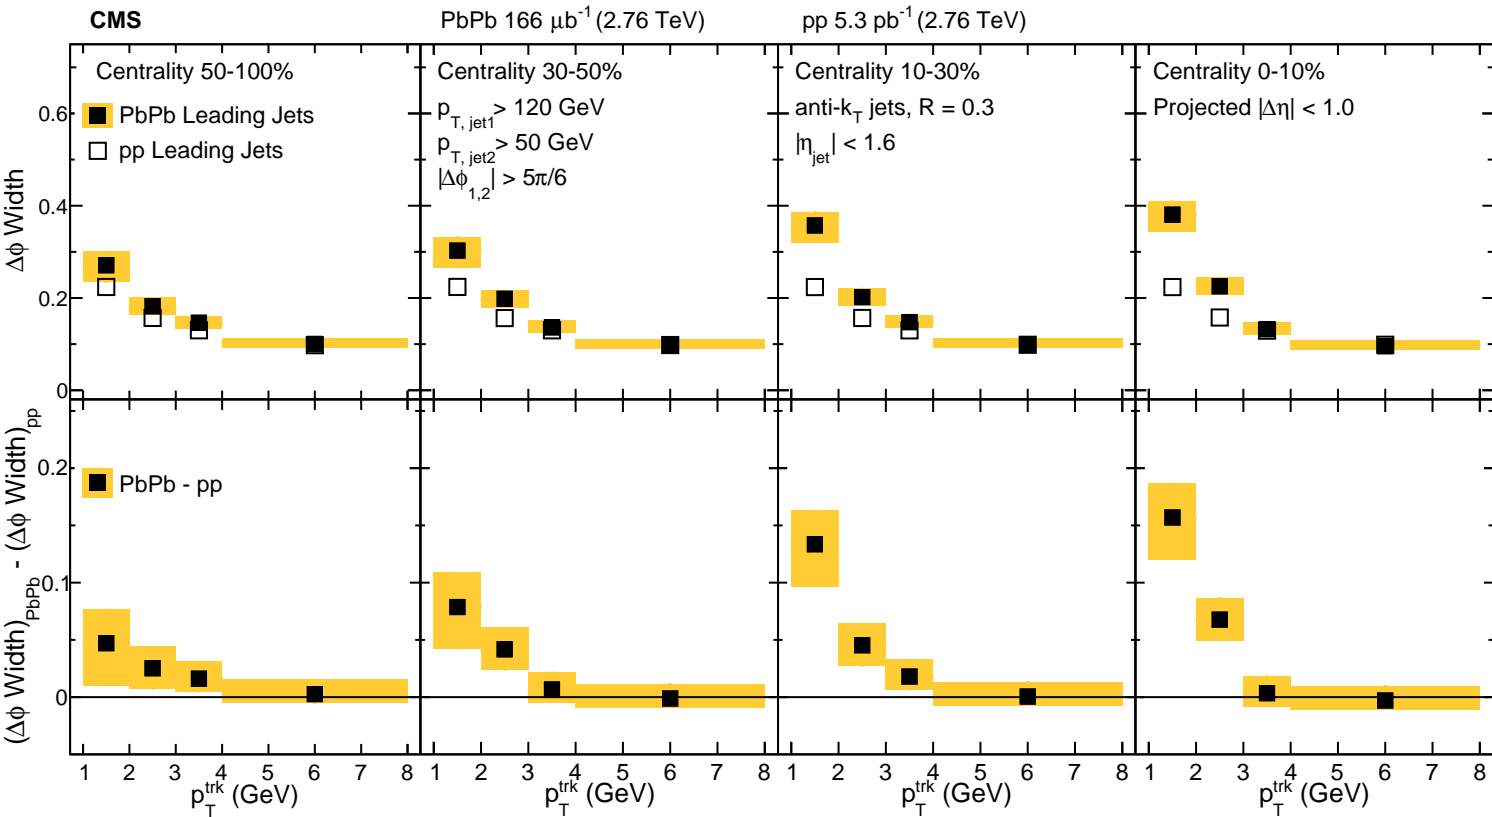 CMS PbPb 166 μb⁻¹ (2.76 TeV) pp 5.3 pb⁻¹ (2.76 TeV)
Centrality 50-100%
PbPb Leading Jets
pp Leading Jets
Centrality 30-50%
p_T, jet1 > 120 GeV
p_T, jet2 > 50 GeV
|Δϕ_1,2| > 5π/6
Centrality 10-30%
anti-k_T jets, R = 0.3
|η_jet| < 1.6
Centrality 0-10%
Projected |Δη| < 1.0
Δϕ Width
0.6
0.4
0.2
0
(Δϕ Width)_PbPb - (Δϕ Width)_pp
PbPb - pp
0.2
0.1
0
1 2 3 4 5 6 7 8 1 2 3 4 5 6 7 8 1 2 3 4 5 6 7 8 1 2 3 4 5 6 7 8
p_T^trk (GeV) p_T^trk (GeV) p_T^trk (GeV) p_T^trk (GeV)